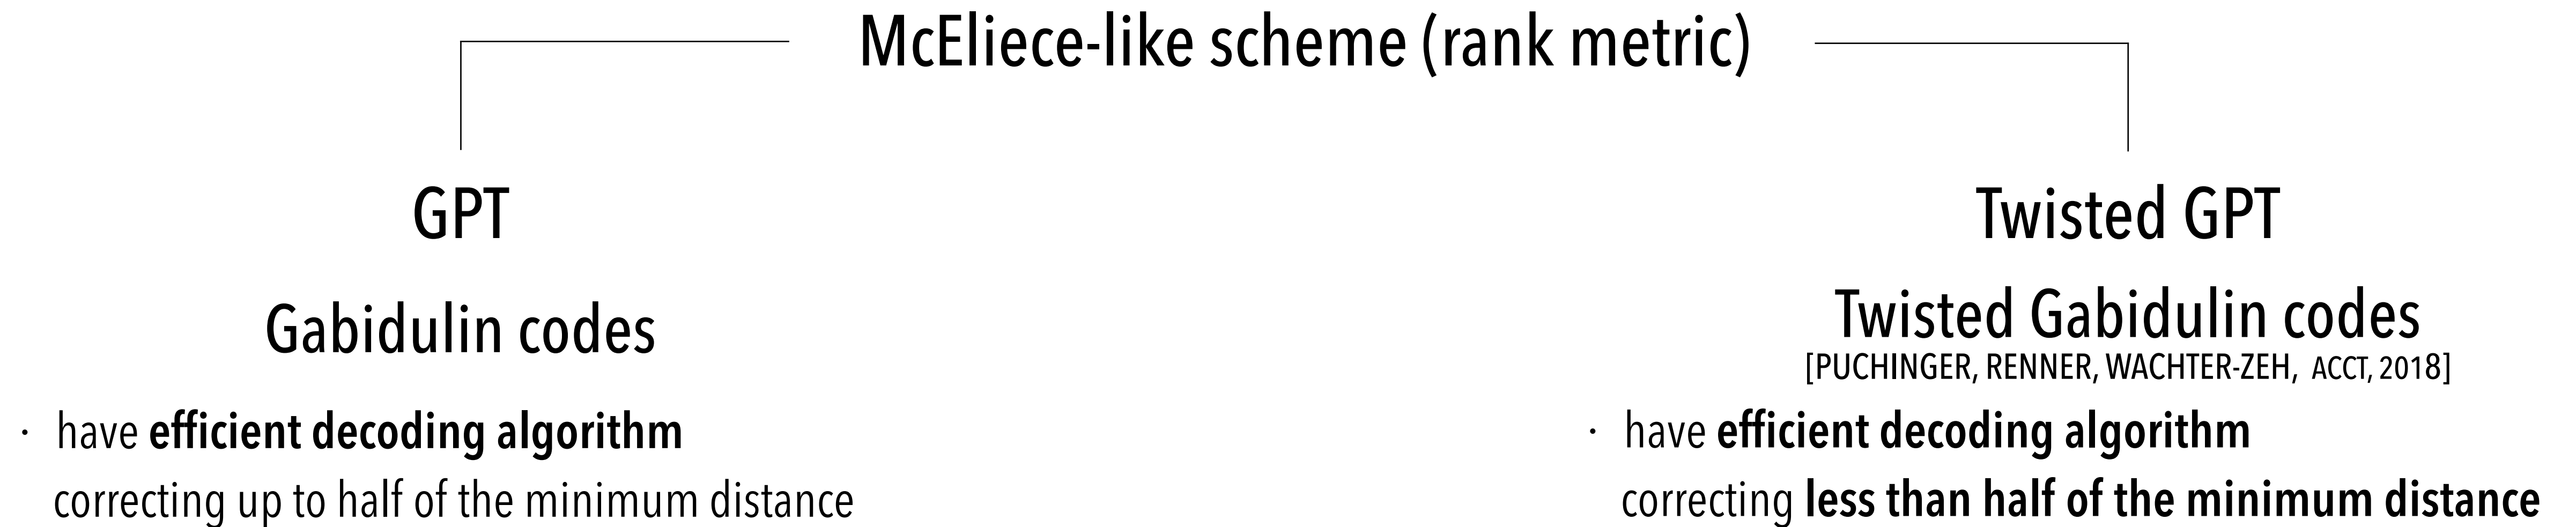 McEliece-like scheme (rank metric)
GPT
Gabidulin codes
· have efficient decoding algorithm
correcting up to half of the minimum distance
Twisted GPT
Twisted Gabidulin codes
[PUCHINGER, RENNER, WACHTER-ZEH, ACCT, 2018]
· have efficient decoding algorithm
correcting less than half of the minimum distance